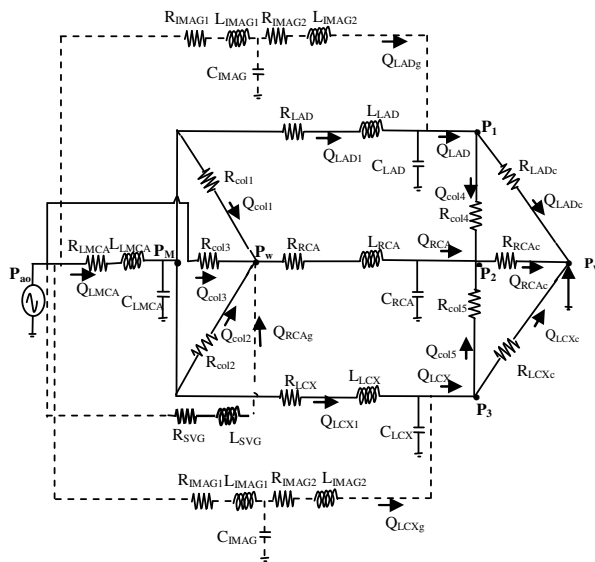 R_IMAG1 L_IMAG1 R_IMAG2 L_IMAG2
Q_LADg
C_IMAG
R_LAD L_LAD P_1
Q_LAD1 C_LAD Q_LAD R_LADc
R_col1
Q_col1 Q_col4 Q_LADc
R_col4
R_LMCA L_LMCA P_M R_col3 P_w R_RCA L_RCA Q_RCA R_RCAc
P_ao P_2 P_v
Q_LMCA C_LMCA Q_col3 C_RCA Q_RCAc
Q_col2 Q_RCAg R_col5 Q_LCXc
R_col2 Q_col5
R_LCX L_LCX Q_LCX R_LCXc
Q_LCX1 C_LCX P_3
R_SVG L_SVG
R_IMAG1 L_IMAG1 R_IMAG2 L_IMAG2
C_IMAG Q_LCXg